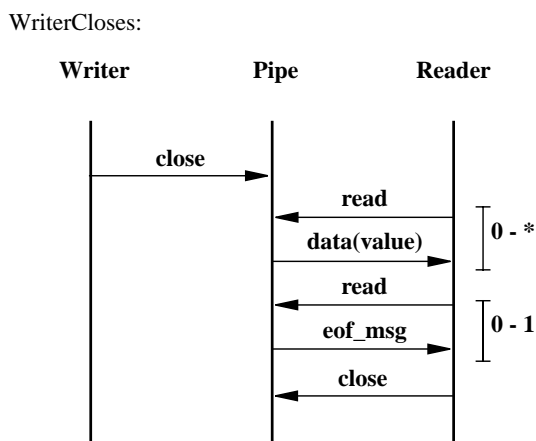 WriterCloses:
Writer Pipe Reader
close
read
0 - *
data(value)
read
0 - 1
eof_msg
close